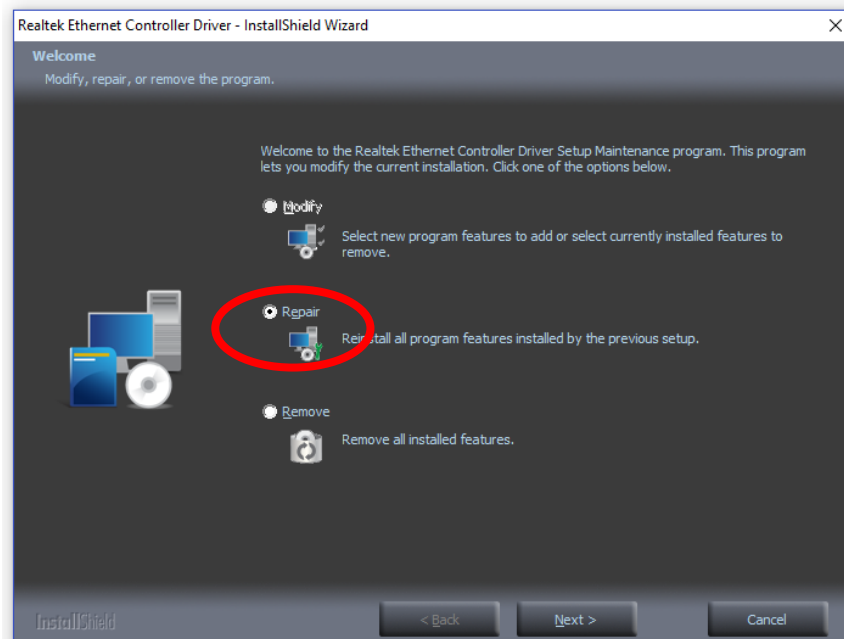 Realtek Ethernet Controller Driver - InstallShield Wizard
Welcome
Modify, repair, or remove the program.
Welcome to the Realtek Ethernet Controller Driver Setup Maintenance program. This program
lets you modify the current installation. Click one of the options below.
Modify
Select new program features to add or select currently installed features to
remove.
Repair
Reinstall all program features installed by the previous setup.
Remove
Remove all installed features.
InstallShield
< Back
Next >
Cancel